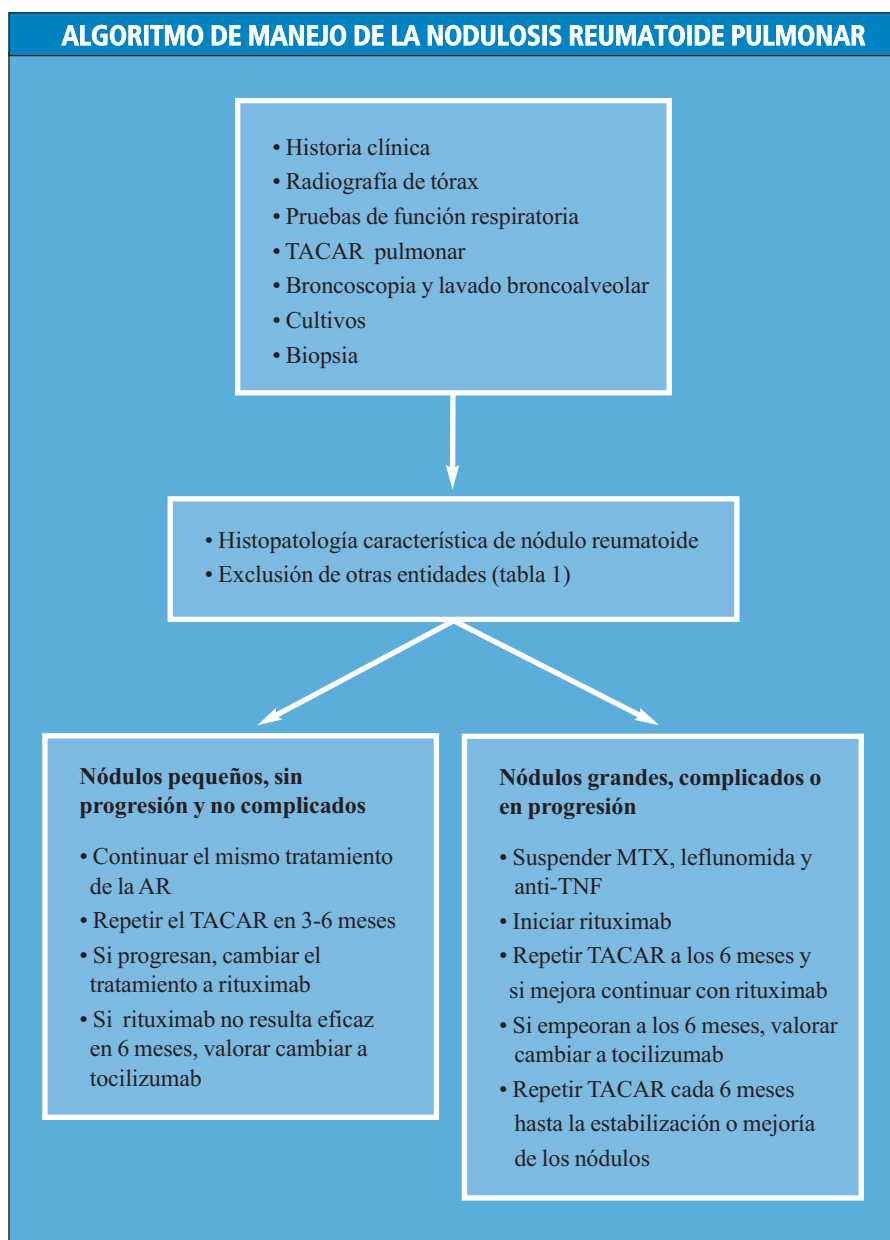 ALGORITMO DE MANEJO DE LA NODULOSIS REUMATOIDE PULMONAR
• Historia clínica
• Radiografía de tórax
• Pruebas de función respiratoria
• TACAR pulmonar
• Broncoscopia y lavado broncoalveolar
• Cultivos
• Biopsia
• Histopatología característica de nódulo reumatoide
• Exclusión de otras entidades (tabla 1)
Nódulos pequeños, sin
progresión y no complicados
• Continuar el mismo tratamiento
de la AR
• Repetir el TACAR en 3-6 meses
• Si progresan, cambiar el
tratamiento a rituximab
• Si rituximab no resulta eficaz
en 6 meses, valorar cambiar a
tocilizumab
Nódulos grandes, complicados o
en progresión
• Suspender MTX, leflunomida y
anti-TNF
• Iniciar rituximab
• Repetir TACAR a los 6 meses y
si mejora continuar con rituximab
• Si empeoran a los 6 meses, valorar
cambiar a tocilizumab
• Repetir TACAR cada 6 meses
hasta la estabilización o mejoría
de los nódulos